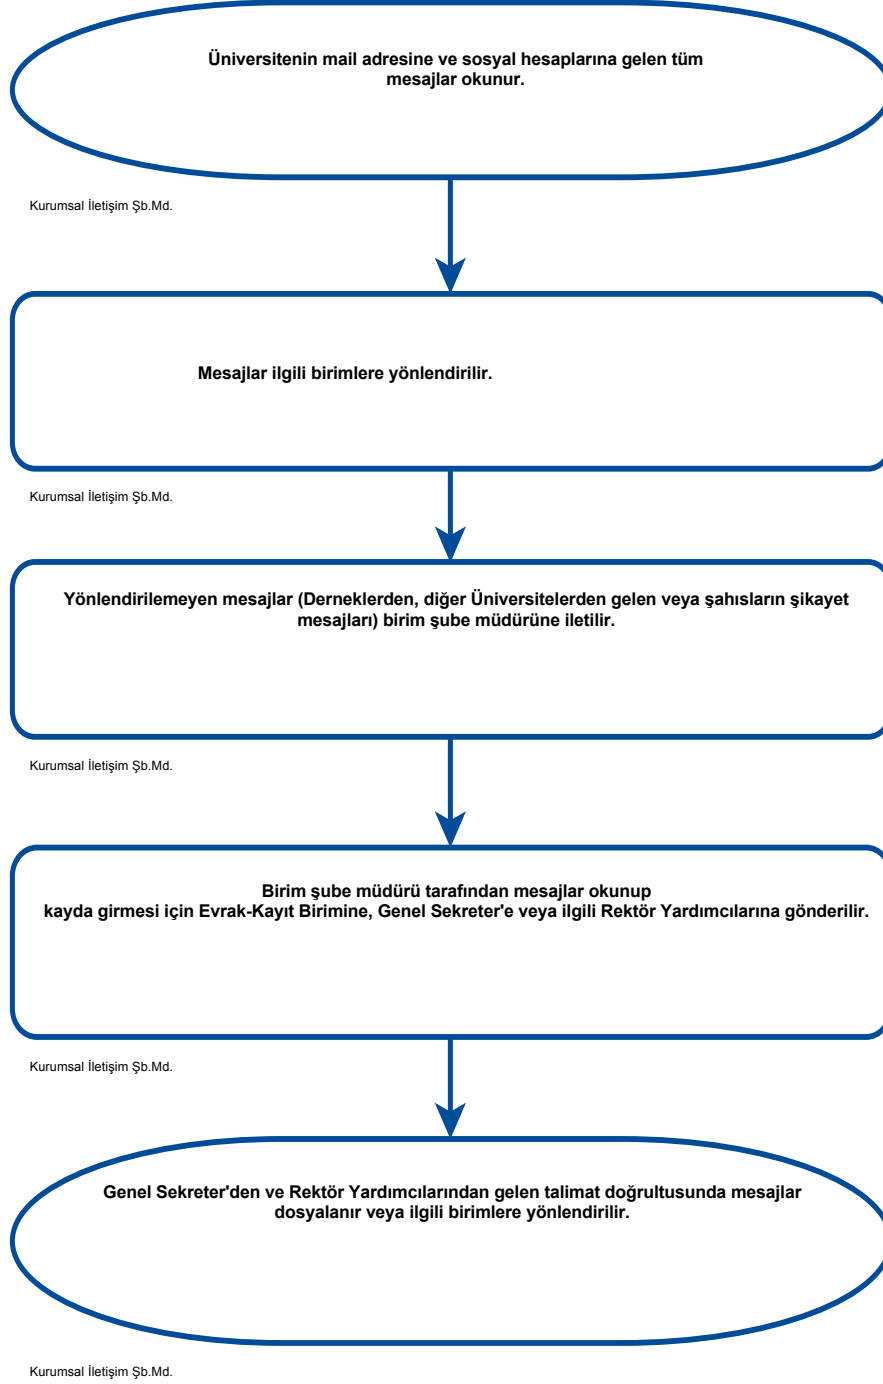 Üniversitenin mail adresine ve sosyal hesaplarına gelen tüm
mesajlar okunur.
Kurumsal İletişim Şb.Md.
Mesajlar ilgili birimlere yönlendirilir.
Kurumsal İletişim Şb.Md.
Yönlendirilemeyen mesajlar (Derneklerden, diğer Üniversitelerden gelen veya şahısların şikayet
mesajları) birim şube müdürüne iletilir.
Kurumsal İletişim Şb.Md.
Birim şube müdürü tarafından mesajlar okunup
kayda girmesi için Evrak-Kayıt Birimine, Genel Sekreter'e veya ilgili Rektör Yardımcılarına gönderilir.
Kurumsal İletişim Şb.Md.
Genel Sekreter'den ve Rektör Yardımcılarından gelen talimat doğrultusunda mesajlar
dosyalanır veya ilgili birimlere yönlendirilir.
Kurumsal İletişim Şb.Md.